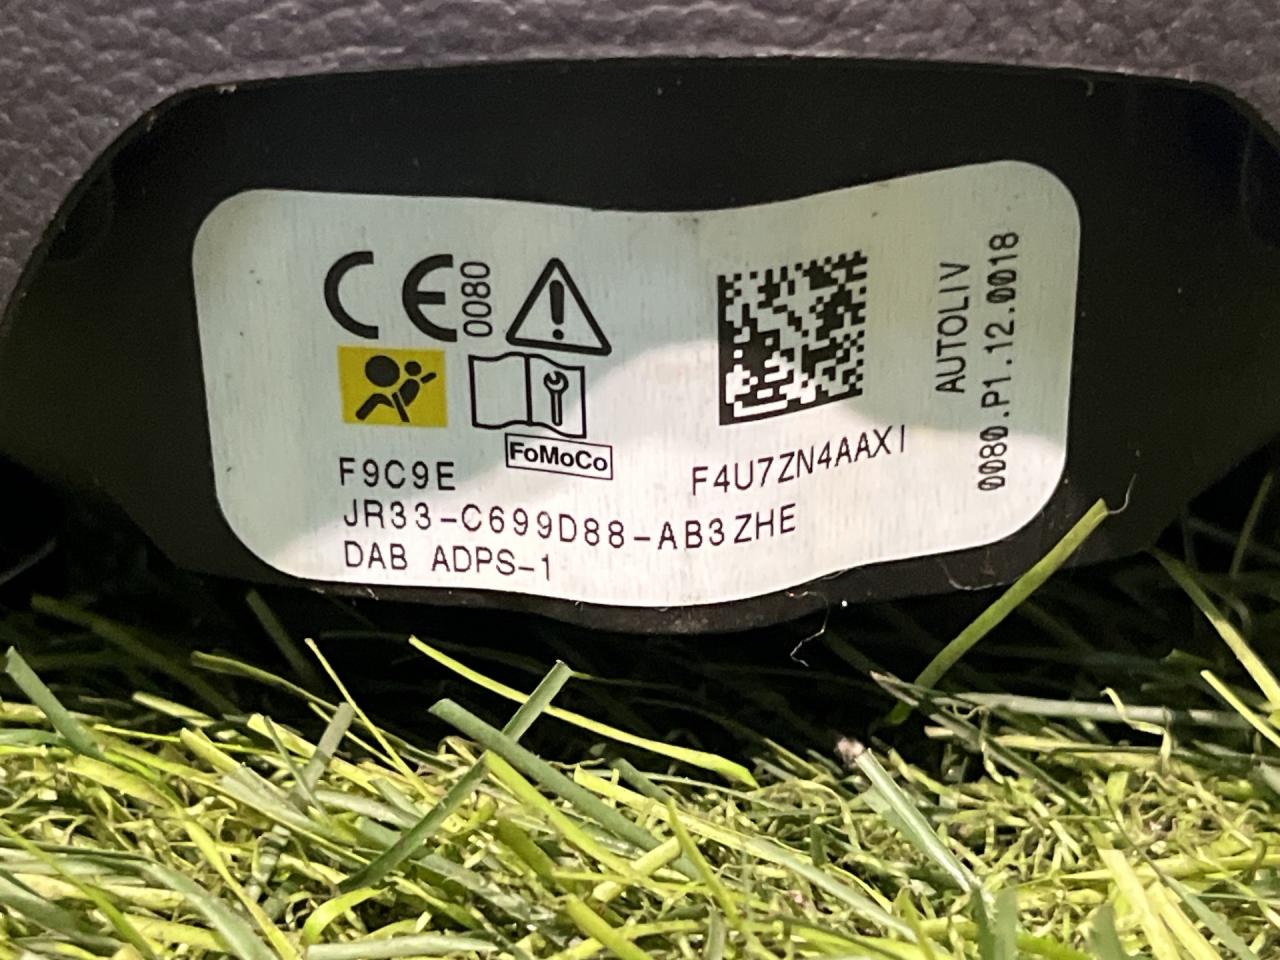 CE 0080
FoMoCo
F9C9E
JR33-C699D88-AB3ZHE
DAB ADPS-1
F4U7ZN4AAXI
AUTOLIV
0080.P1.12.0018